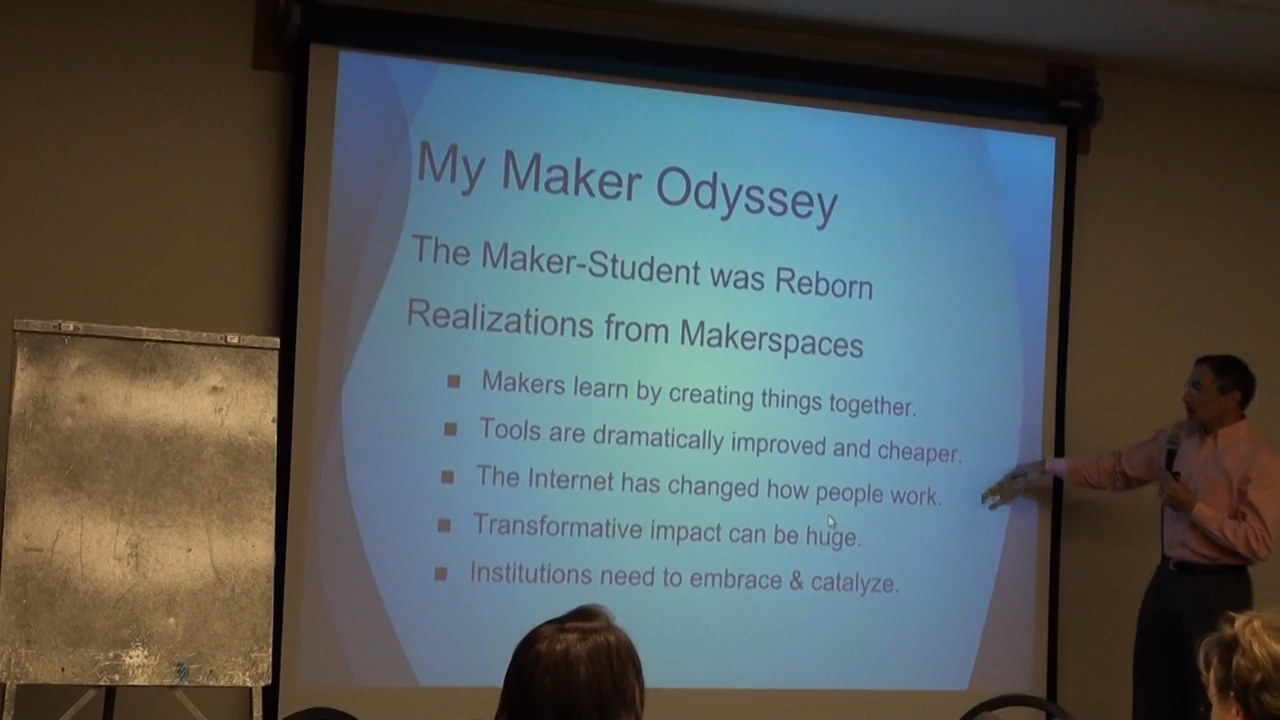 My Maker Odyssey
The Maker-Student was Reborn
Realizations from Makerspaces
Makers learn by creating things together.
Tools are dramatically improved and cheaper.
The Internet has changed how people work.
Transformative impact can be huge.
Institutions need to embrace & catalyze.